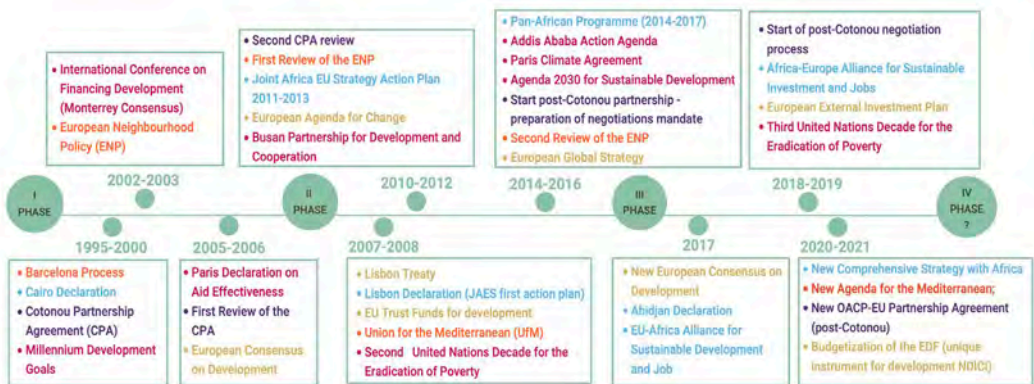 • International Conference on
Financing Development
(Monterrey Consensus)
• European Neighbourhood
Policy (ENP)
• Second CPA review
• First Review of the ENP
• Joint Africa EU Strategy Action Plan
2011-2013
• European Agenda for Change
• Busan Partnership for Development and
Cooperation
• Pan-African Programme (2014-2017)
• Addis Ababa Action Agenda
• Paris Climate Agreement
• Agenda 2030 for Sustainable Development
• Start post-Cotonou partnership -
preparation of negotiations mandate
• Second Review of the ENP
• European Global Strategy
• Start of post-Cotonou negotiation
process
• Africa-Europe Alliance for Sustainable
Investment and Jobs
• European External Investment Plan
• Third United Nations Decade for the
Eradication of Poverty
I
PHASE
2002-2003
II
PHASE
2010-2012
2014-2016
III
PHASE
2018-2019
IV
PHASE
?
1995-2000
2005-2006
2007-2008
2017
2020-2021
• Barcelona Process
• Cairo Declaration
• Cotonou Partnership
Agreement (CPA)
• Millennium Development
Goals
• Paris Declaration on
Aid Effectiveness
• First Review of the
CPA
• European Consensus
on Development
• Lisbon Treaty
• Lisbon Declaration (JAES first action plan)
• EU Trust Funds for development
• Union for the Mediterranean (UfM)
• Second United Nations Decade for the
Eradication of Poverty
• New European Consensus on
Development
• Abidjan Declaration
• EU-Africa Alliance for
Sustainable Development
and Job
• New Comprehensive Strategy with Africa
• New Agenda for the Mediterranean;
• New OACP-EU Partnership Agreement
(post-Cotonou)
• Budgetization of the EDF (unique
instrument for development NDICI)